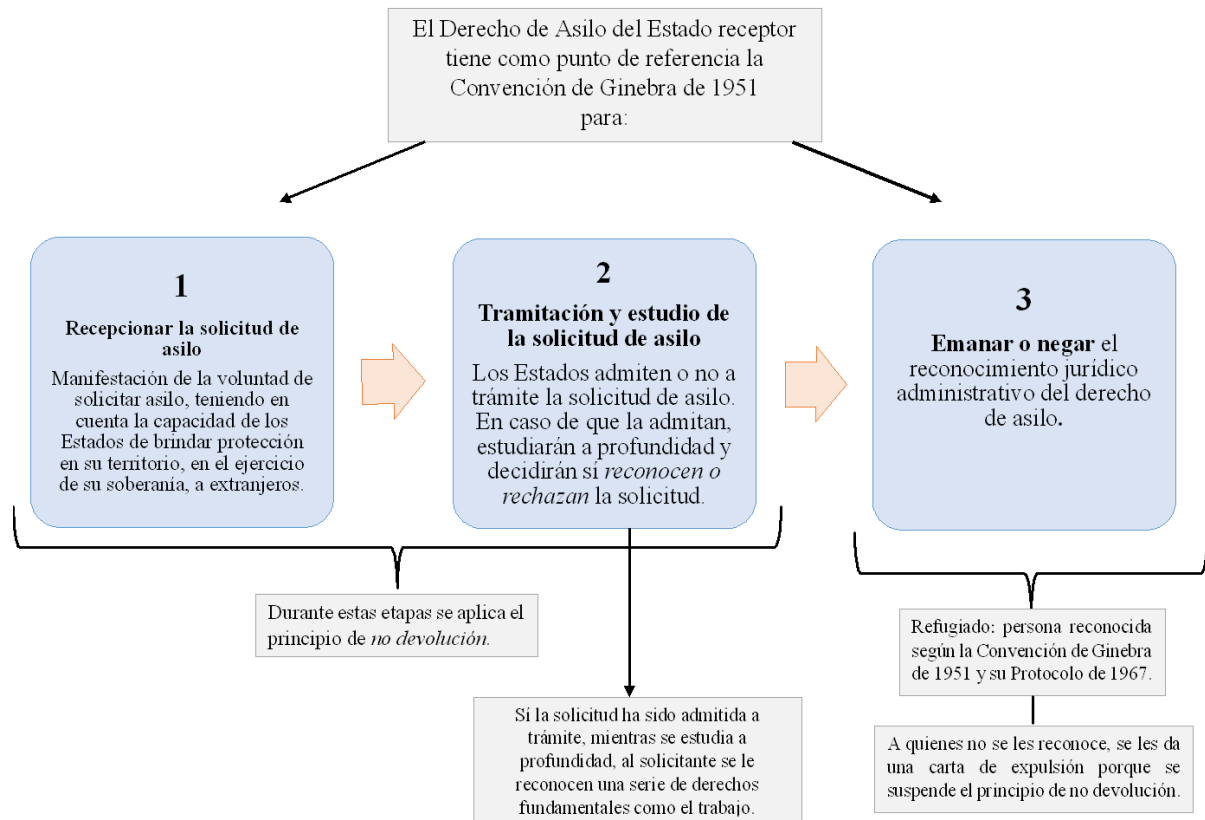 El Derecho de Asilo del Estado receptor
tiene como punto de referencia la
Convención de Ginebra de 1951
para:
1
Recepcionar la solicitud de
asilo
Manifestación de la voluntad de
solicitar asilo, teniendo en
cuenta la capacidad de los
Estados de brindar protección
en su territorio, en el ejercicio
de su soberanía, a extranjeros.
2
Tramitación y estudio de
la solicitud de asilo
Los Estados admiten o no a
trámite la solicitud de asilo.
En caso de que la admitan,
estudiarán a profundidad y
decidirán sí reconocen o
rechazan la solicitud.
3
Emanar o negar el
reconocimiento jurídico
administrativo del derecho
de asilo.
Durante estas etapas se aplica el
principio de no devolución.
Sí la solicitud ha sido admitida a
trámite, mientras se estudia a
profundidad, al solicitante se le
reconocen una serie de derechos
fundamentales como el trabajo.
Refugiado: persona reconocida
según la Convención de Ginebra
de 1951 y su Protocolo de 1967.
A quienes no se les reconoce, se les da
una carta de expulsión porque se
suspende el principio de no devolución.